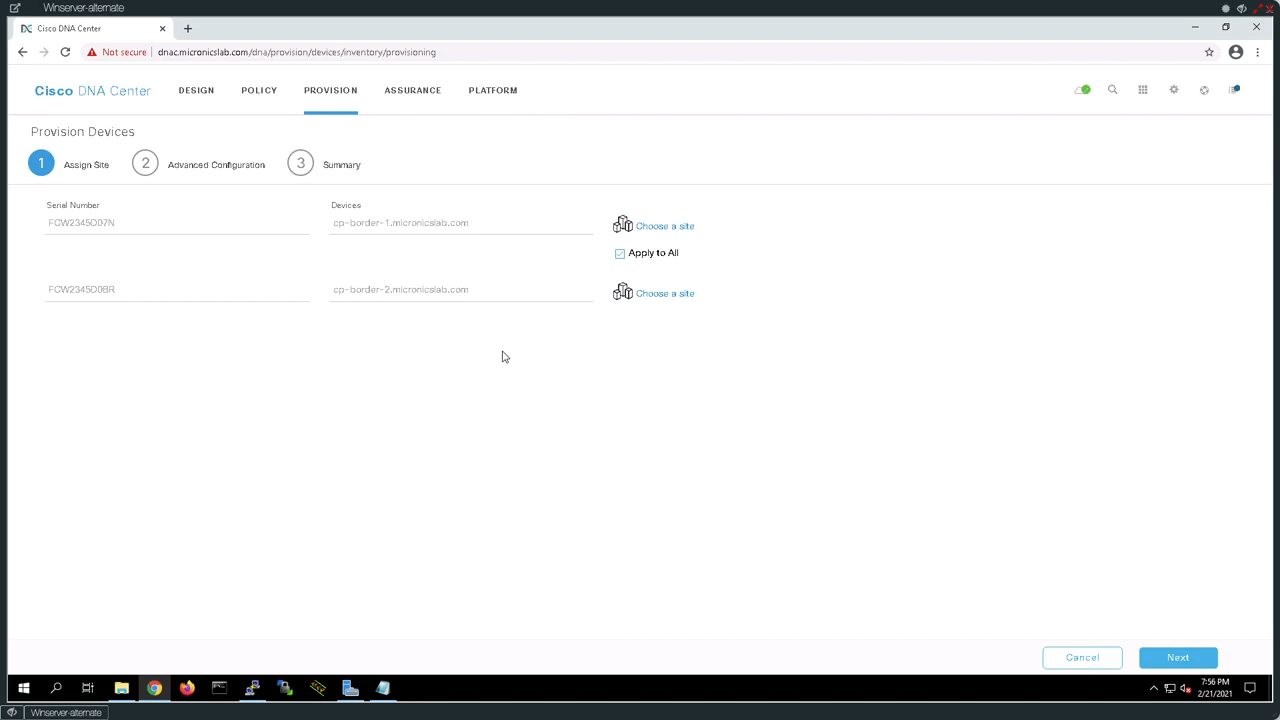 Winserver-alternate
Cisco DNA Center
Not secure dnac.micronicslab.com/dna/provision/devices/inventory/provisioning
Cisco DNA Center DESIGN POLICY PROVISION ASSURANCE PLATFORM
Provision Devices
1 Assign Site 2 Advanced Configuration 3 Summary
Serial Number Devices
FCW2345D07N cp-border-1.micronicslab.com Choose a site
Apply to All
FCW2345D0BR cp-border-2.micronicslab.com Choose a site
Cancel Next
7:56 PM
2/21/2021
Winserver-alternate